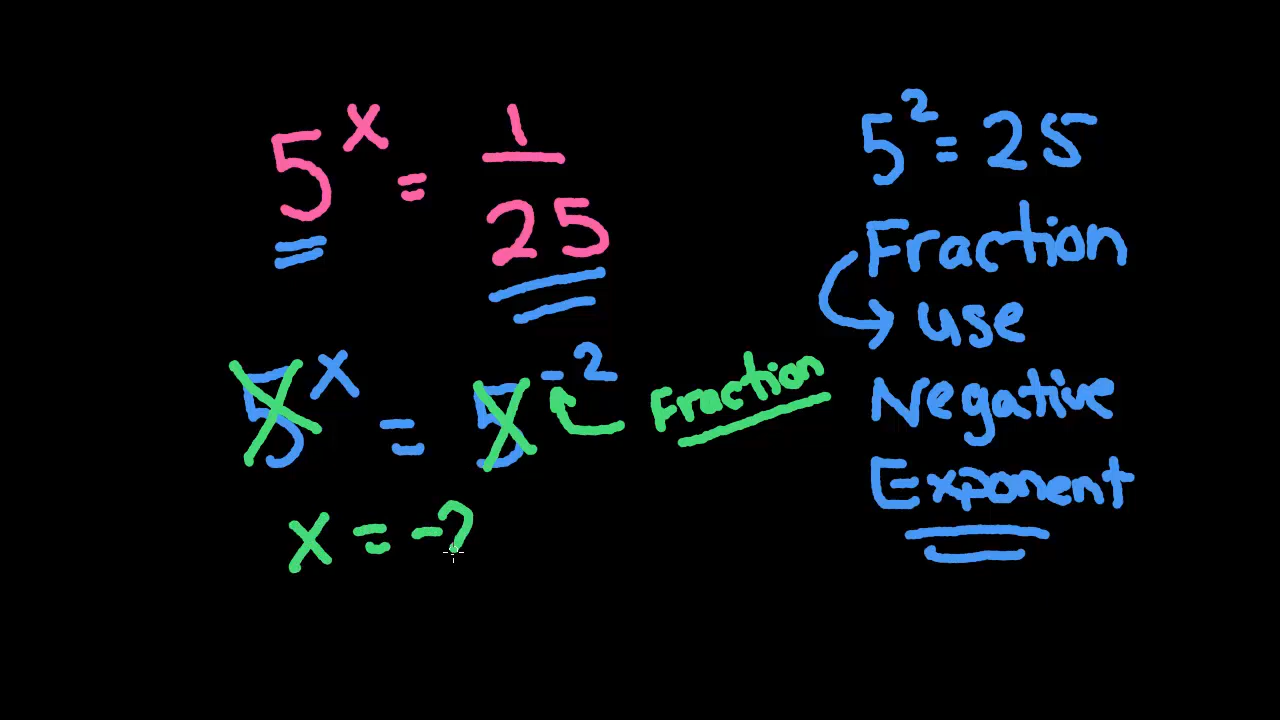 5^x = 1/25
5^x = 5^-2 Fraction
x = -2
5^2 = 25
Fraction
use
Negative
Exponent